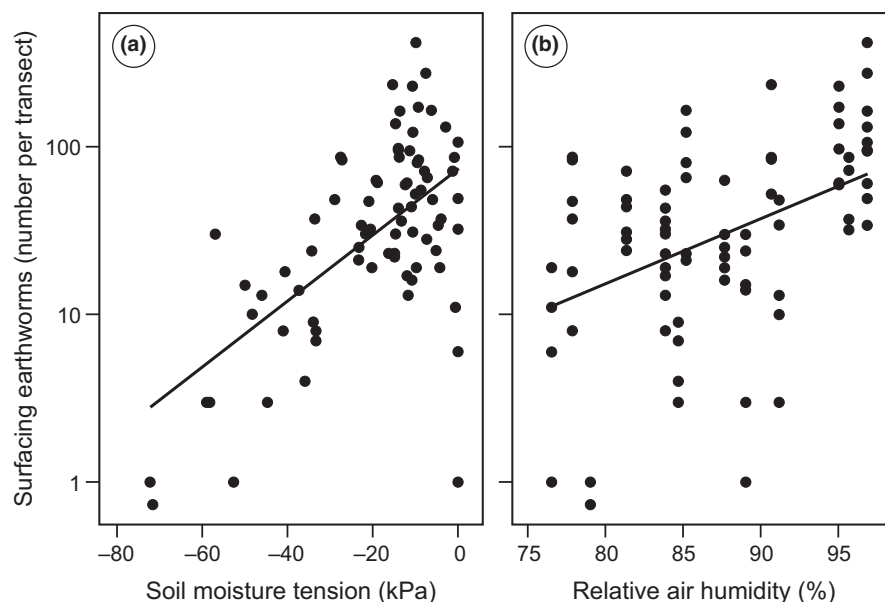 (a)
(b)
Surfacing earthworms (number per transect)
100
10
1
–80 –60 –40 –20 0
75 80 85 90 95
Soil moisture tension (kPa)
Relative air humidity (%)